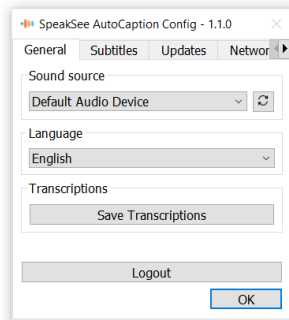 SpeakSee AutoCaption Config - 1.1.0
General Subtitles Updates Networ
Sound source
Default Audio Device
Language
English
Transcriptions
Save Transcriptions
Logout
OK